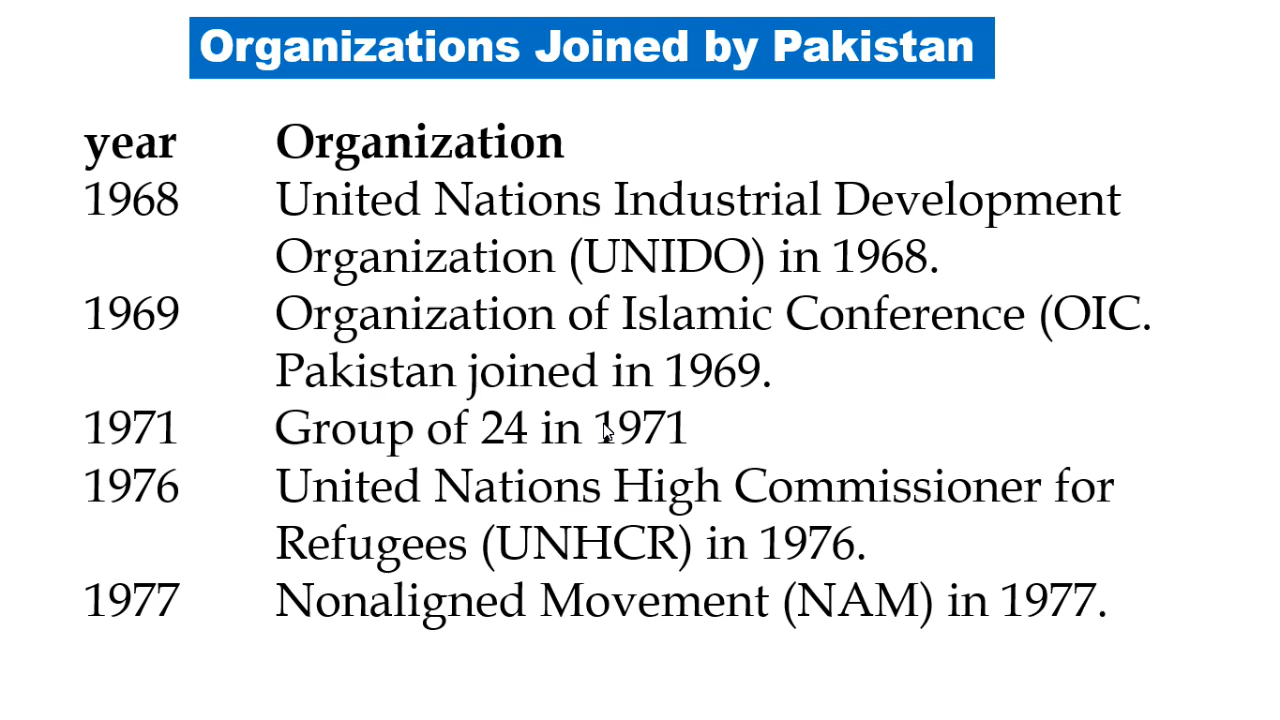 Organizations Joined by Pakistan
year Organization
1968 United Nations Industrial Development
Organization (UNIDO) in 1968.
1969 Organization of Islamic Conference (OIC.
Pakistan joined in 1969.
1971 Group of 24 in 1971
1976 United Nations High Commissioner for
Refugees (UNHCR) in 1976.
1977 Nonaligned Movement (NAM) in 1977.